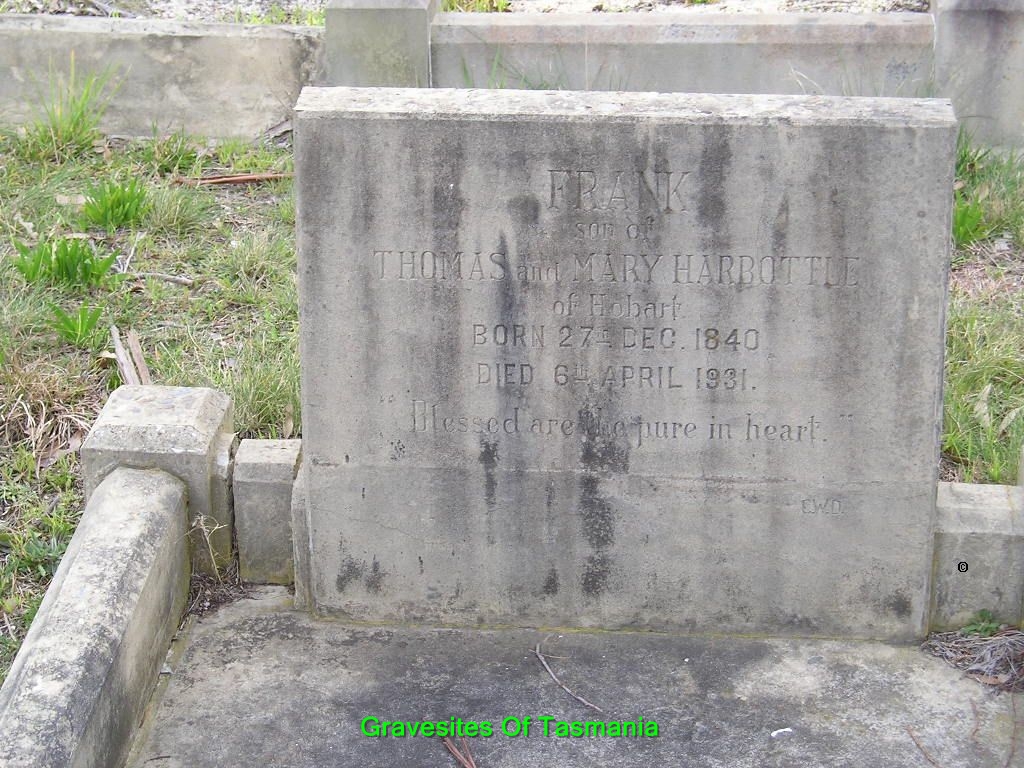 FRANK
son of
THOMAS and MARY HARBOTTLE
of Hobart
BORN 27TH DEC. 1840
DIED 6TH APRIL 1931.
"Blessed are the pure in heart."
C.W.O.
©
Gravesites Of Tasmania